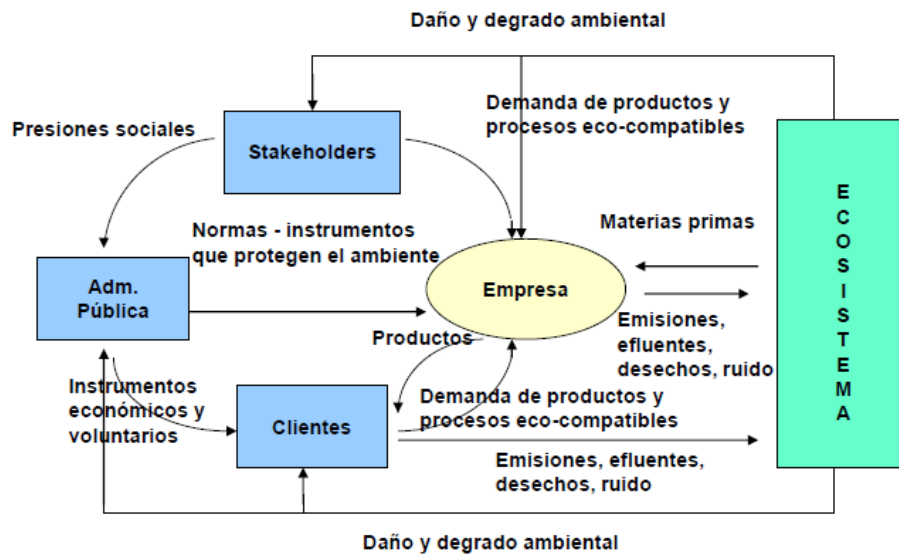 Daño y degrado ambiental
Demanda de productos y
procesos eco-compatibles
Presiones sociales
Stakeholders
Normas - instrumentos
que protegen el ambiente
Materias primas
Adm.
Pública
Empresa
Emisiones,
efluentes,
desechos, ruido
Productos
Instrumentos
económicos y
voluntarios
Clientes
Demanda de productos y
procesos eco-compatibles
Emisiones, efluentes,
desechos, ruido
E
C
O
S
I
S
T
E
M
A
Daño y degrado ambiental